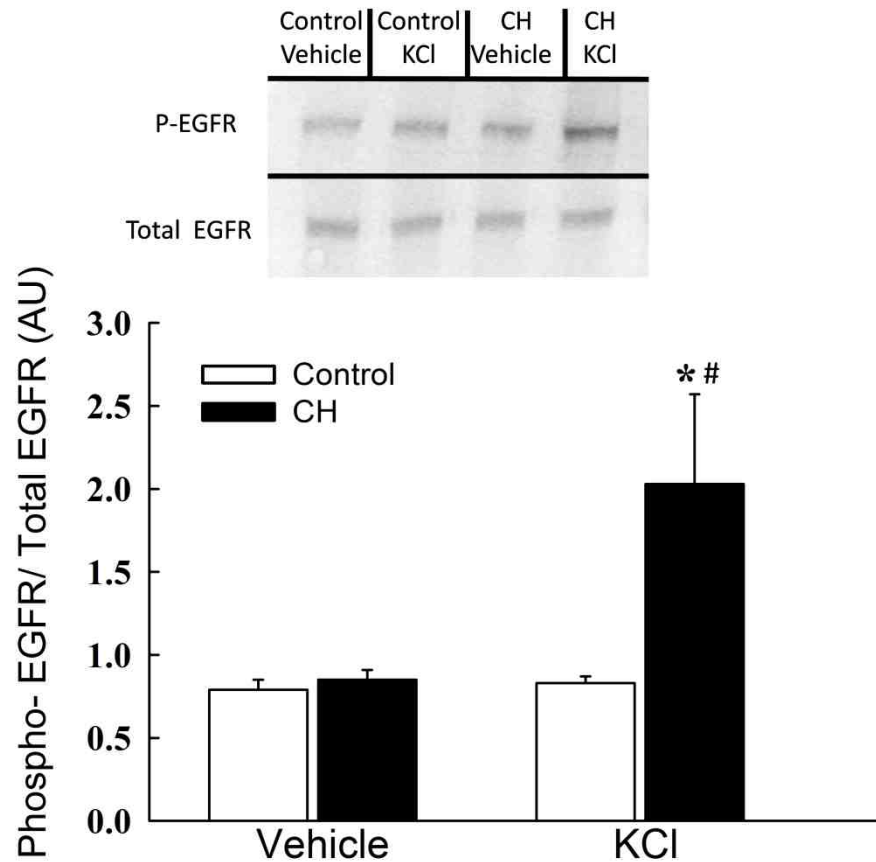 Control Control CH CH
Vehicle KCl Vehicle KCl
P-EGFR
Total EGFR
Phospho- EGFR/ Total EGFR (AU)
3.0
2.5
2.0
1.5
1.0
0.5
0.0
Control
CH
* #
Vehicle KCl